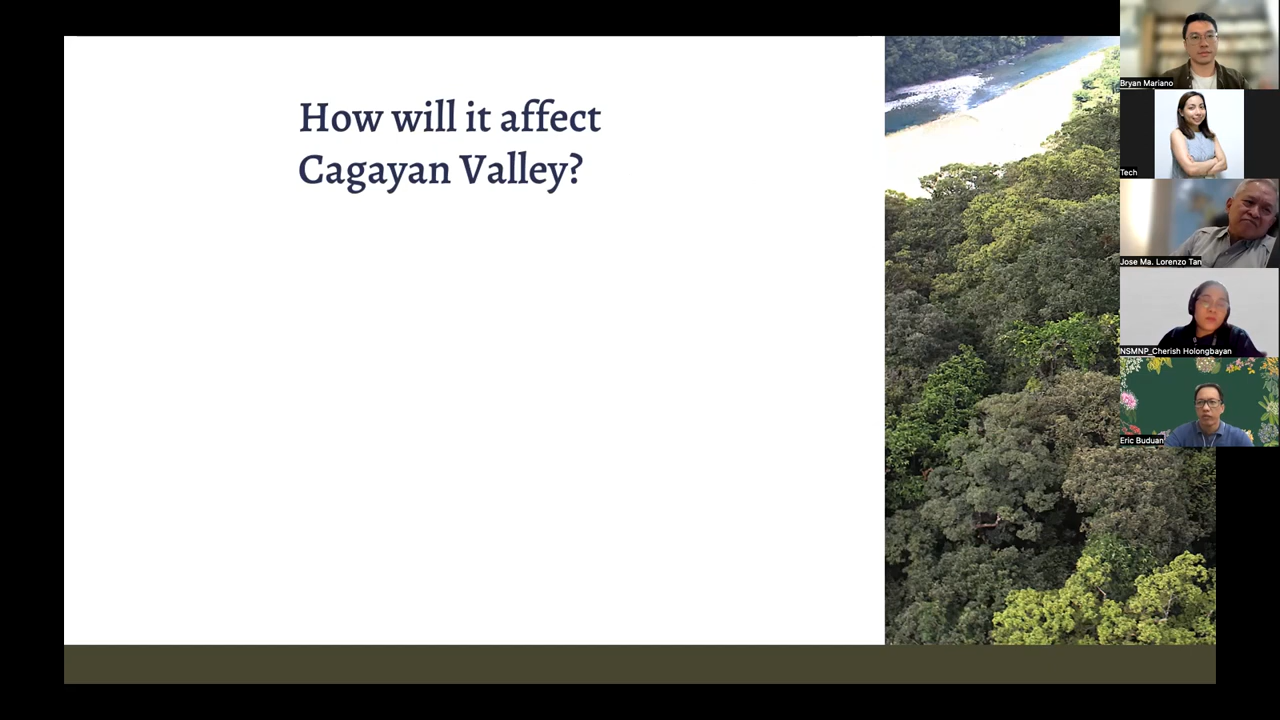 How will it affect
Cagayan Valley?
Bryan Mariano
Tech
Jose Ma. Lorenzo Tan
NSMNP_Cherish Holongbayan
Eric Buduan